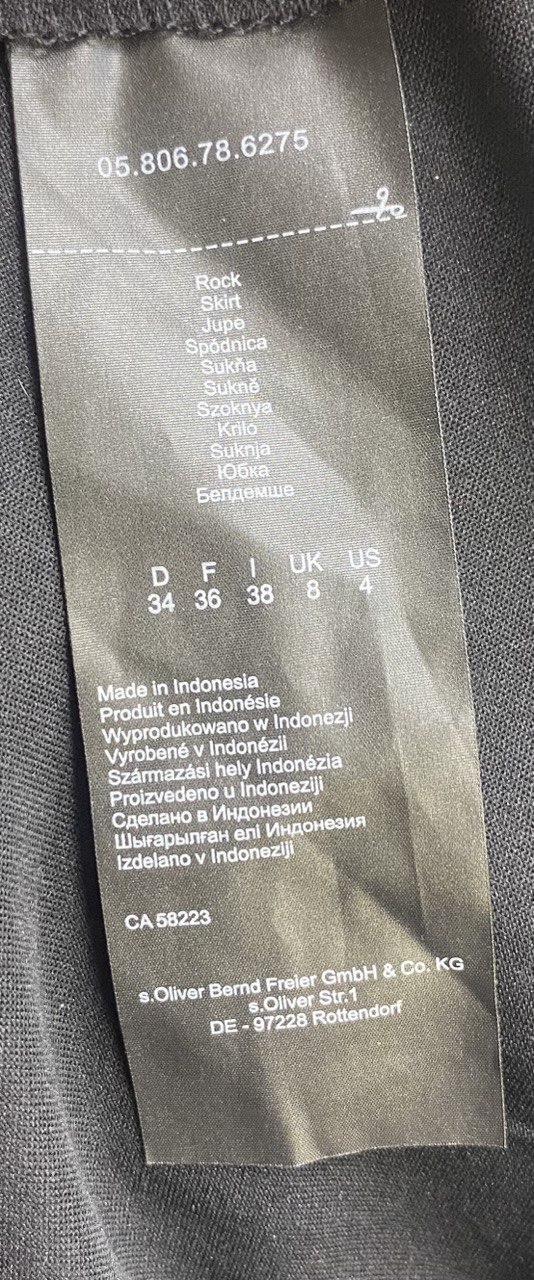 05.806.78.6275
Rock
Skirt
Jupe
Spódnica
Sukňa
Sukně
Szoknya
Krilo
Suknja
Юбка
Белдемше
D F I UK US
34 36 38 8 4
Made in Indonesia
Produit en Indonésie
Wyprodukowano w Indonezji
Vyrobené v Indonézii
Származási hely Indonézia
Proizvedeno u Indoneziji
Сделано в Индонезии
Шығарылған елі Индонезия
Izdelano v Indoneziji
CA 58223
s.Oliver Bernd Freier GmbH & Co. KG
s.Oliver Str.1
DE - 97228 Rottendorf